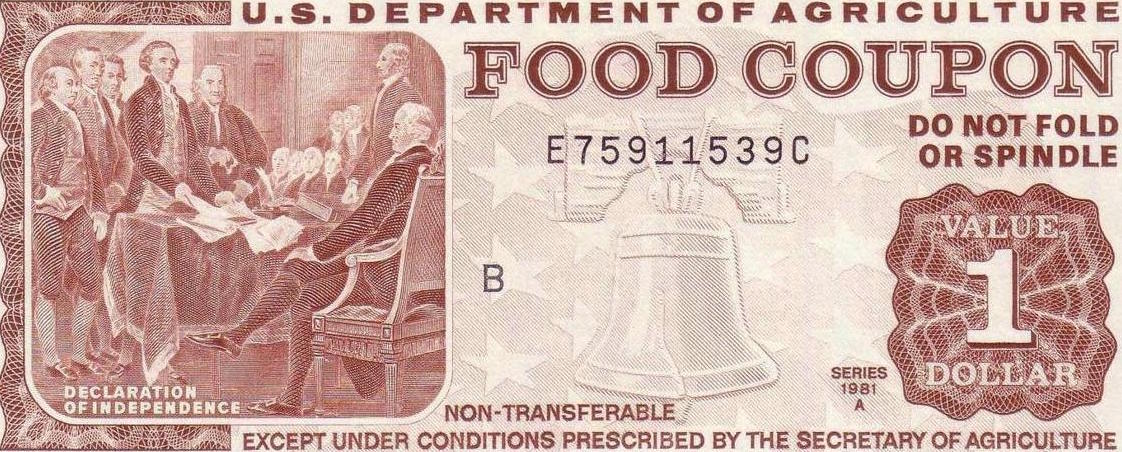 U.S. DEPARTMENT OF AGRICULTURE
FOOD COUPON
DO NOT FOLD
OR SPINDLE
E75911539C
B
VALUE
1
DOLLAR
SERIES
1981
A
DECLARATION
OF INDEPENDENCE
NON-TRANSFERABLE
EXCEPT UNDER CONDITIONS PRESCRIBED BY THE SECRETARY OF AGRICULTURE